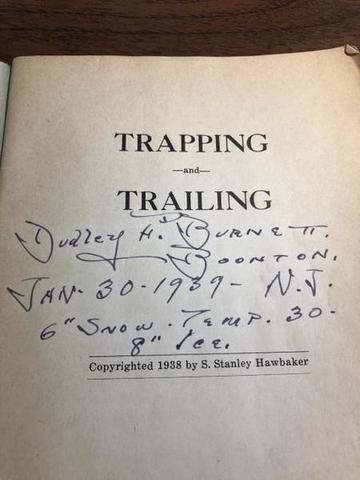 TRAPPING
—and—
TRAILING
Dudley H. Burnett.
Boonton.
JAN. 30 - 1939 - N.J.
6" Snow. Temp. 30 -
8" Ice.
Copyrighted 1938 by S. Stanley Hawbaker